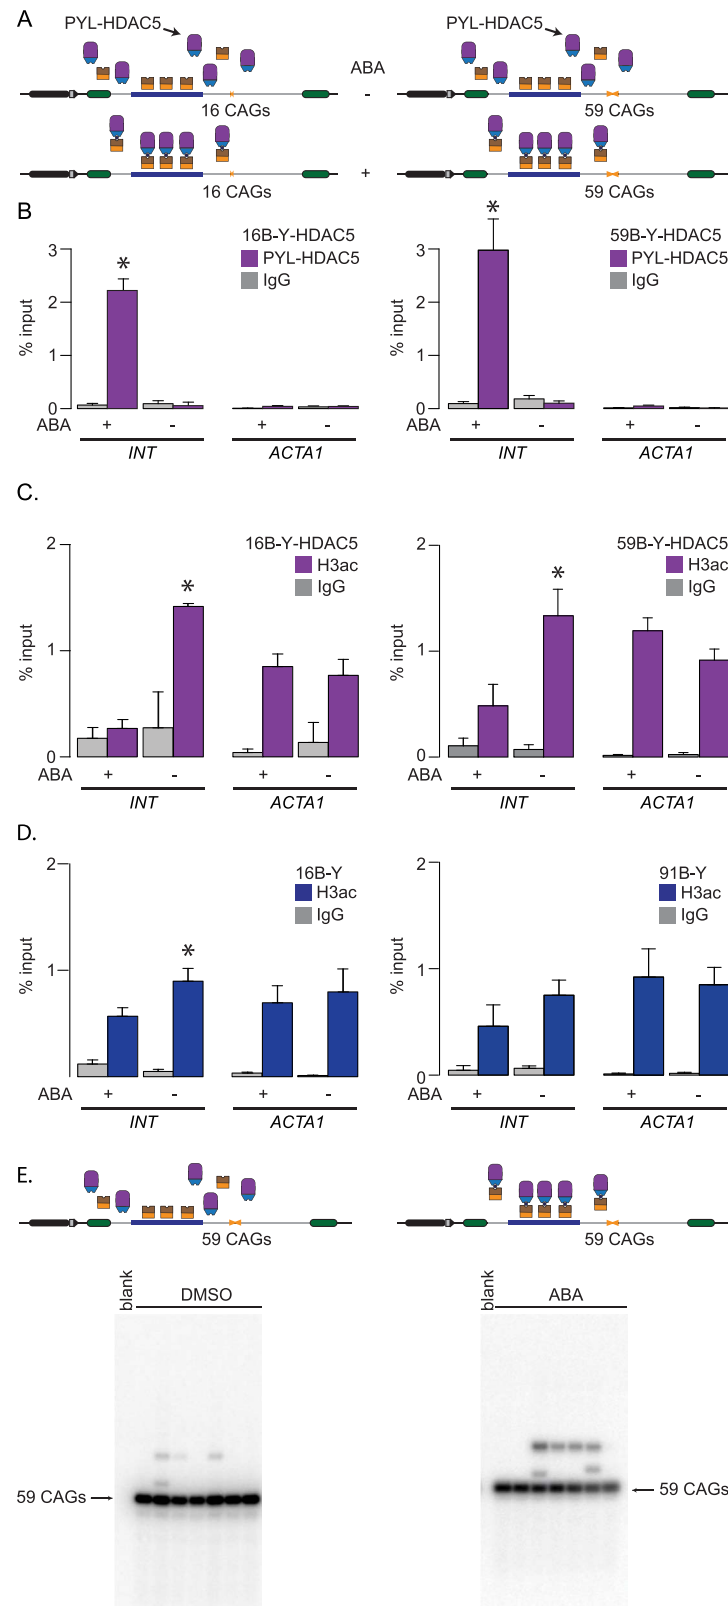 A
PYL-HDAC5
PYL-HDAC5
ABA
16 CAGs
-
59 CAGs
16 CAGs
+
59 CAGs
B
16B-Y-HDAC5
PYL-HDAC5
IgG
% input
3
2
1
0
*
ABA + - + -
INT ACTA1
59B-Y-HDAC5
PYL-HDAC5
IgG
% input
3
2
1
0
*
+ - + -
INT ACTA1
C.
16B-Y-HDAC5
H3ac
IgG
% input
2
1
0
*
ABA + - + -
INT ACTA1
59B-Y-HDAC5
H3ac
IgG
% input
2
1
0
*
ABA + - + -
INT ACTA1
D.
16B-Y
H3ac
IgG
% input
2
1
0
*
ABA + - + -
INT ACTA1
91B-Y
H3ac
IgG
% input
2
1
0
ABA + - + -
INT ACTA1
E.
59 CAGs
59 CAGs
blank
DMSO
59 CAGs
blank
ABA
59 CAGs